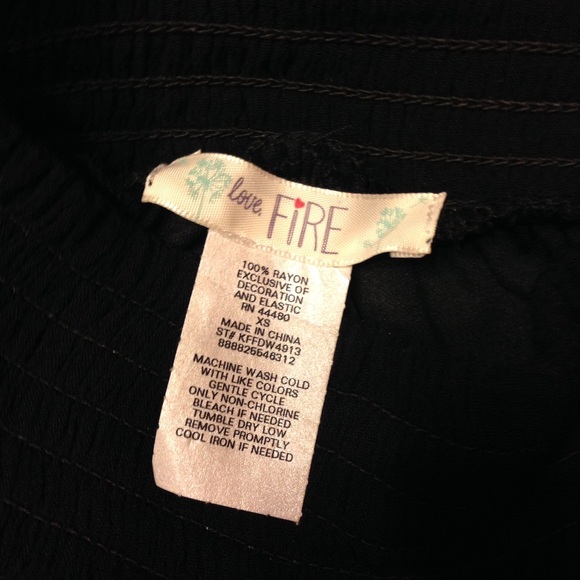 love, FiRE
100% RAYON
EXCLUSIVE OF
DECORATION
AND ELASTIC
RN 44480
XS
MADE IN CHINA
ST# KFFDW4913
888825548312
MACHINE WASH COLD
WITH LIKE COLORS
GENTLE CYCLE
ONLY NON-CHLORINE
BLEACH IF NEEDED
TUMBLE DRY LOW
REMOVE PROMPTLY
COOL IRON IF NEEDED